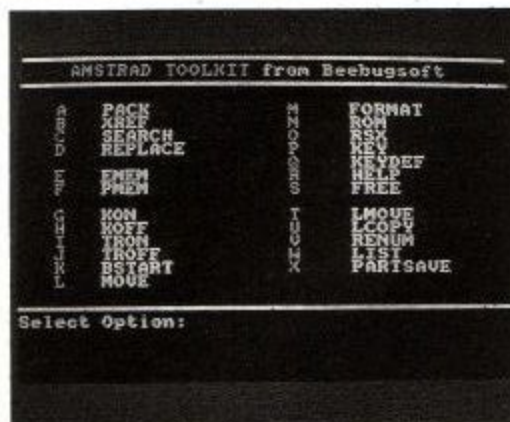 AMSTRAD TOOLKIT from Beebugsoft
A PACK
B XREF
C SEARCH
D REPLACE
E EMEM
F PMEM
G KON
H KOFF
I TRON
J TROFF
K BSTART
L MOVE
M FORMAT
N ROM
O RSX
P KEY
Q KEYDEF
R HELP
S FREE
T LMOVE
U LCOPY
V RENUM
W LIST
X PARTSAVE
Select Option: